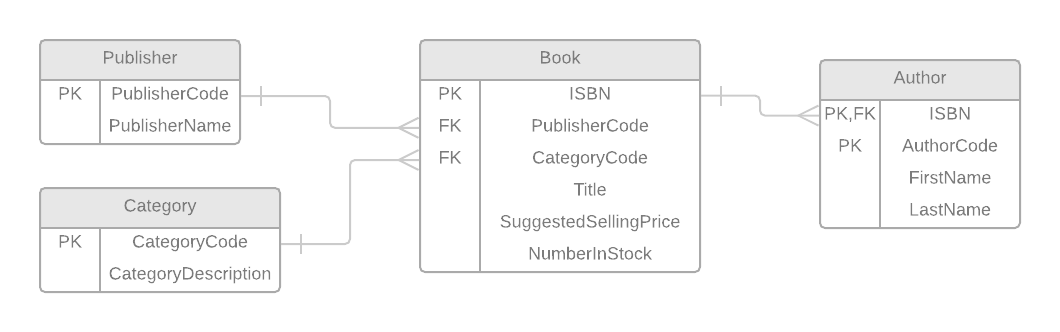 Publisher
PK PublisherCode
PublisherName
Category
PK CategoryCode
CategoryDescription
Book
PK ISBN
FK PublisherCode
FK CategoryCode
Title
SuggestedSellingPrice
NumberInStock
Author
PK,FK ISBN
PK AuthorCode
FirstName
LastName